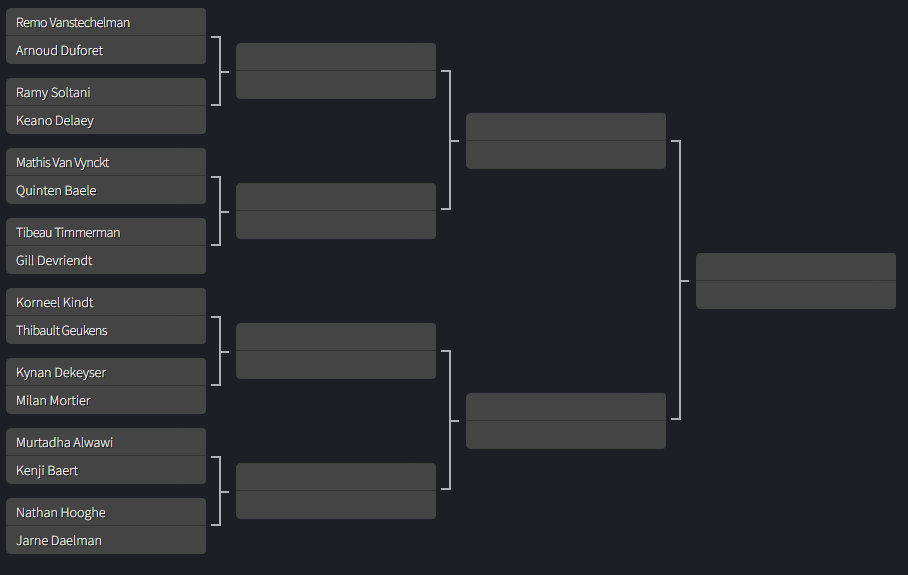 Remo Vanstechelman
Arnoud Duforet
Ramy Soltani
Keano Delaey
Mathis Van Vynckt
Quinten Baele
Tibeau Timmerman
Gill Devriendt
Korneel Kindt
Thibault Geukens
Kynan Dekeyser
Milan Mortier
Murtadha Alwawi
Kenji Baert
Nathan Hooghe
Jarne Daelman